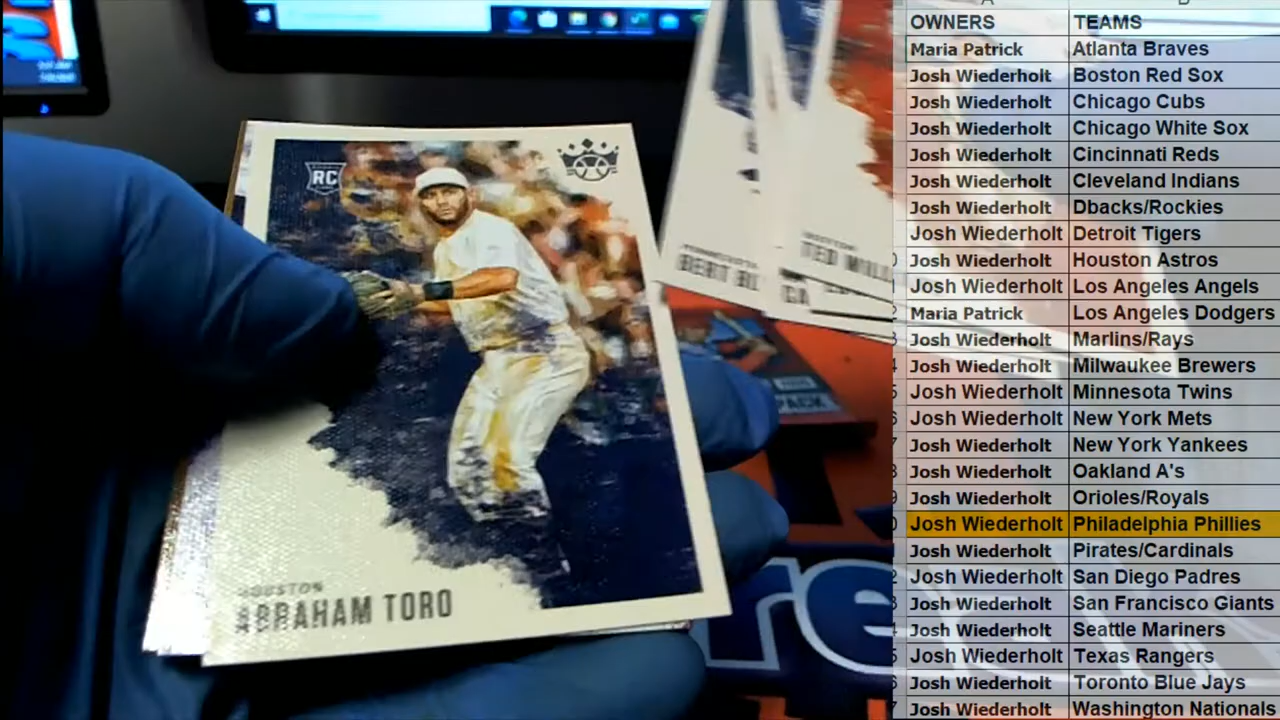 RC
HOUSTON
ABRAHAM TORO
BERT BL
TED WILL
PACK
re
OWNERS TEAMS
Maria Patrick Atlanta Braves
Josh Wiederholt Boston Red Sox
Josh Wiederholt Chicago Cubs
Josh Wiederholt Chicago White Sox
Josh Wiederholt Cincinnati Reds
Josh Wiederholt Cleveland Indians
Josh Wiederholt Dbacks/Rockies
Josh Wiederholt Detroit Tigers
Josh Wiederholt Houston Astros
Josh Wiederholt Los Angeles Angels
Maria Patrick Los Angeles Dodgers
Josh Wiederholt Marlins/Rays
Josh Wiederholt Milwaukee Brewers
Josh Wiederholt Minnesota Twins
Josh Wiederholt New York Mets
Josh Wiederholt New York Yankees
Josh Wiederholt Oakland A's
Josh Wiederholt Orioles/Royals
Josh Wiederholt Philadelphia Phillies
Josh Wiederholt Pirates/Cardinals
Josh Wiederholt San Diego Padres
Josh Wiederholt San Francisco Giants
Josh Wiederholt Seattle Mariners
Josh Wiederholt Texas Rangers
Josh Wiederholt Toronto Blue Jays
Josh Wiederholt Washington Nationals